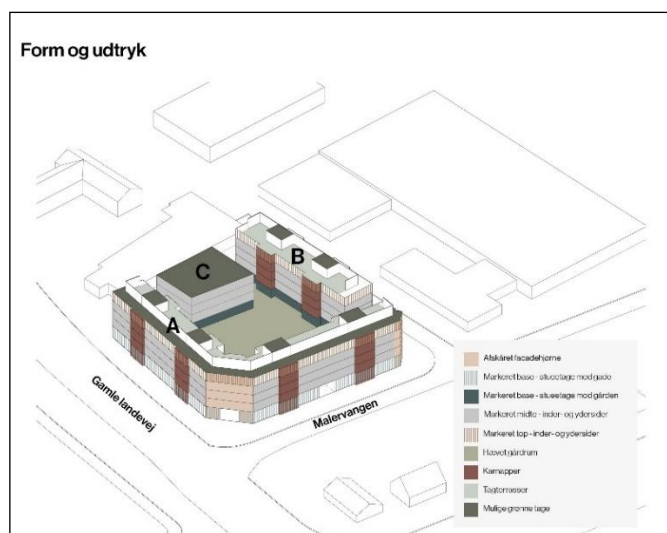 Form og udtryk
B
C
A
Gamle landevej
Malervangen
Afskåret facadehjørne
Markeret base - stueetage mod gade
Markeret base - stueetage mod gården
Markeret midte - inder- og ydersider
Markeret top - inder- og ydersider
Hævet gårdrum
Karnapper
Tagterrasser
Mulige grønne tage